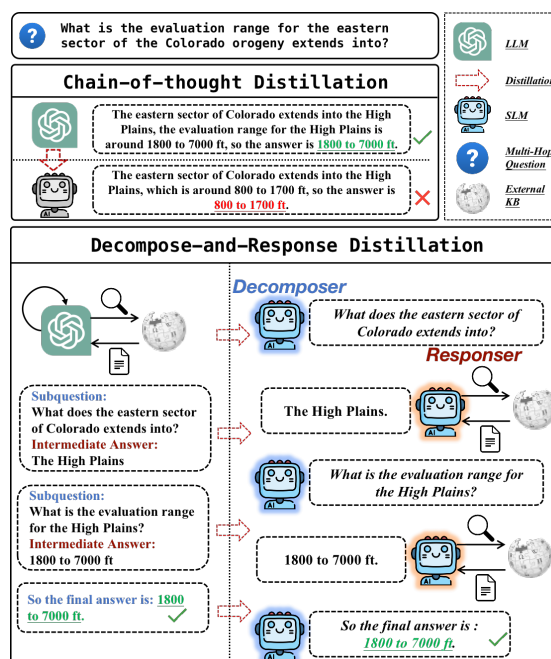 What is the evaluation range for the eastern
sector of the Colorado orogeny extends into?
LLM
Distillation
SLM
Multi-Hop
Question
External
KB
Chain-of-thought Distillation
The eastern sector of Colorado extends into the High
Plains, the evaluation range for the High Plains is
around 1800 to 7000 ft, so the answer is 1800 to 7000 ft.
The eastern sector of Colorado extends into the High
Plains, which is around 800 to 1700 ft, so the answer is
800 to 1700 ft.
Decompose-and-Response Distillation
Decomposer
What does the eastern sector of
Colorado extends into?
AI
Responser
Subquestion:
What does the eastern sector
of Colorado extends into?
Intermediate Answer:
The High Plains
The High Plains.
AI
What is the evaluation range for
the High Plains?
AI
Subquestion:
What is the evaluation range
for the High Plains?
Intermediate Answer:
1800 to 7000 ft
1800 to 7000 ft.
AI
So the final answer is: 1800
to 7000 ft.
So the final answer is :
1800 to 7000 ft.
AI